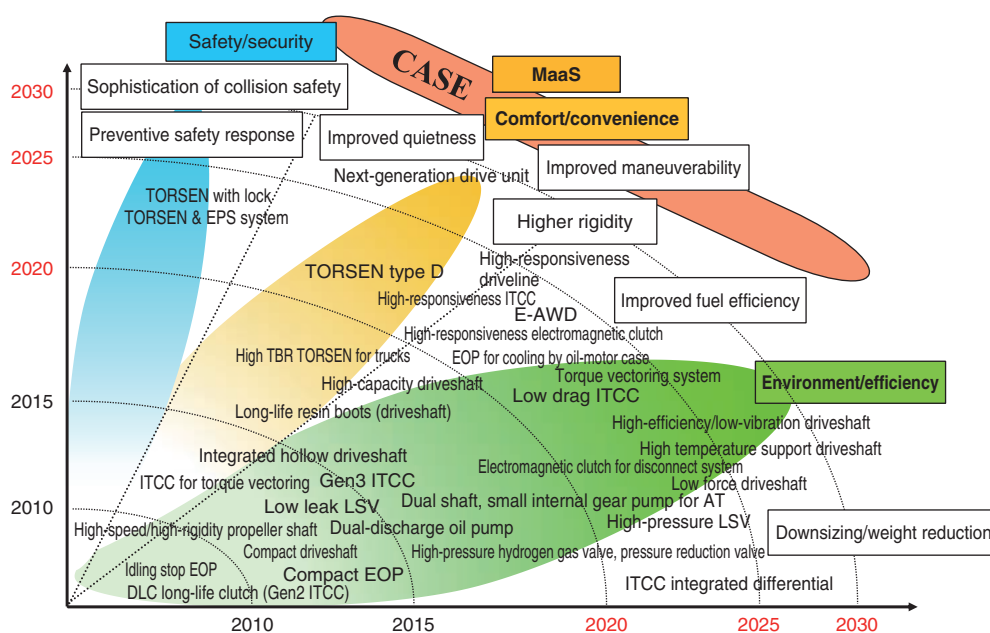 Safety/security
CASE
MaaS
2030
Sophistication of collision safety
Comfort/convenience
Preventive safety response
Improved quietness
2025
Improved maneuverability
Next-generation drive unit
TORSEN with lock
TORSEN & EPS system
Higher rigidity
High-responsiveness
driveline
2020
TORSEN type D
High-responsiveness ITCC
Improved fuel efficiency
E-AWD
High-responsiveness electromagnetic clutch
High TBR TORSEN for trucks
EOP for cooling by oil-motor case
Torque vectoring system
High-capacity driveshaft
Environment/efficiency
Low drag ITCC
2015
Long-life resin boots (driveshaft)
High-efficiency/low-vibration driveshaft
High temperature support driveshaft
Integrated hollow driveshaft
Electromagnetic clutch for disconnect system
ITCC for torque vectoring
Gen3 ITCC
Low force driveshaft
Dual shaft, small internal gear pump for AT
2010
Low leak LSV
High-pressure LSV
High-speed/high-rigidity propeller shaft
Dual-discharge oil pump
Downsizing/weight reduction
Compact driveshaft
High-pressure hydrogen gas valve, pressure reduction valve
Idling stop EOP
Compact EOP
ITCC integrated differential
DLC long-life clutch (Gen2 ITCC)
2010
2015
2020
2025
2030